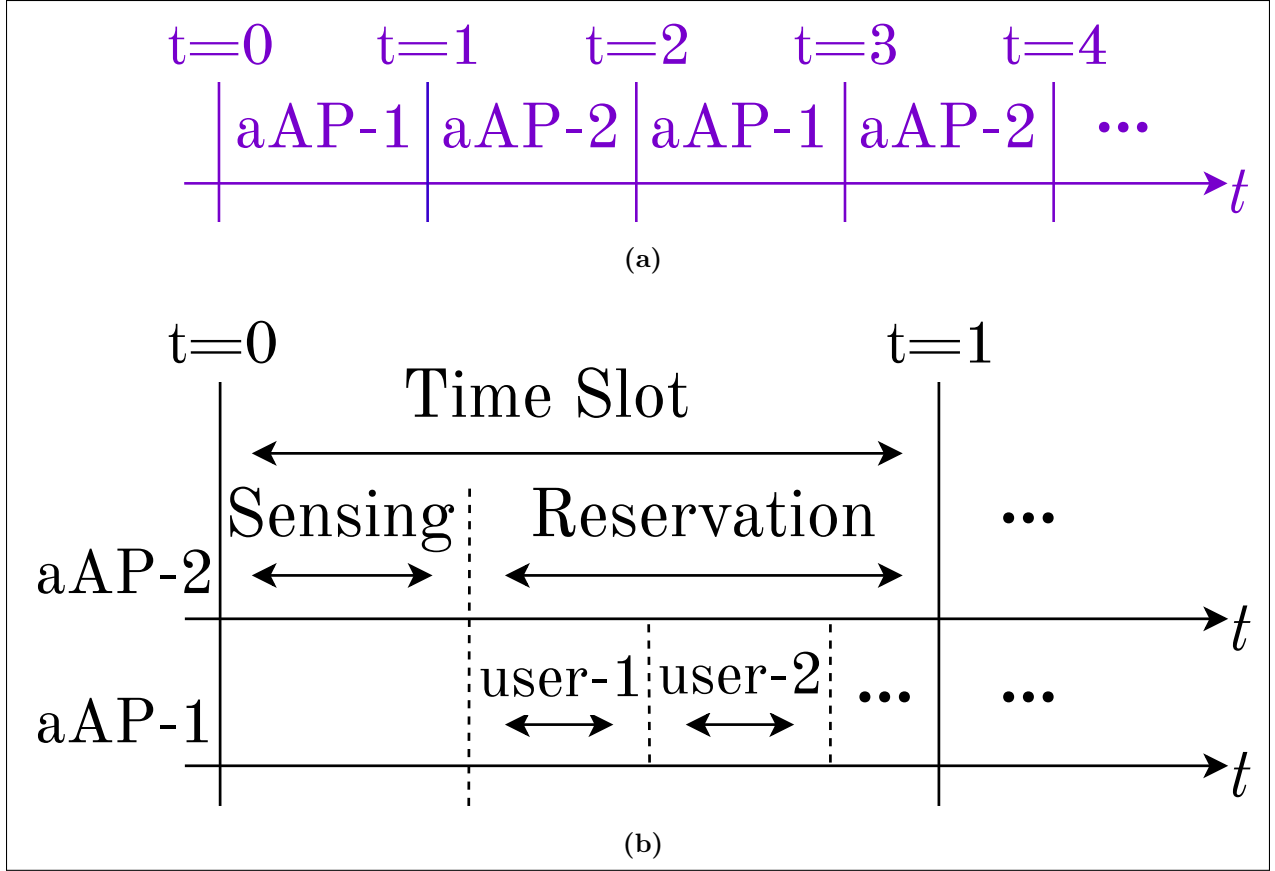 t=0 t=1 t=2 t=3 t=4
aAP-1 aAP-2 aAP-1 aAP-2 ...
t
(a)
t=0 t=1
Time Slot
Sensing Reservation ...
aAP-2
t
user-1 user-2 ... ...
aAP-1
t
(b)